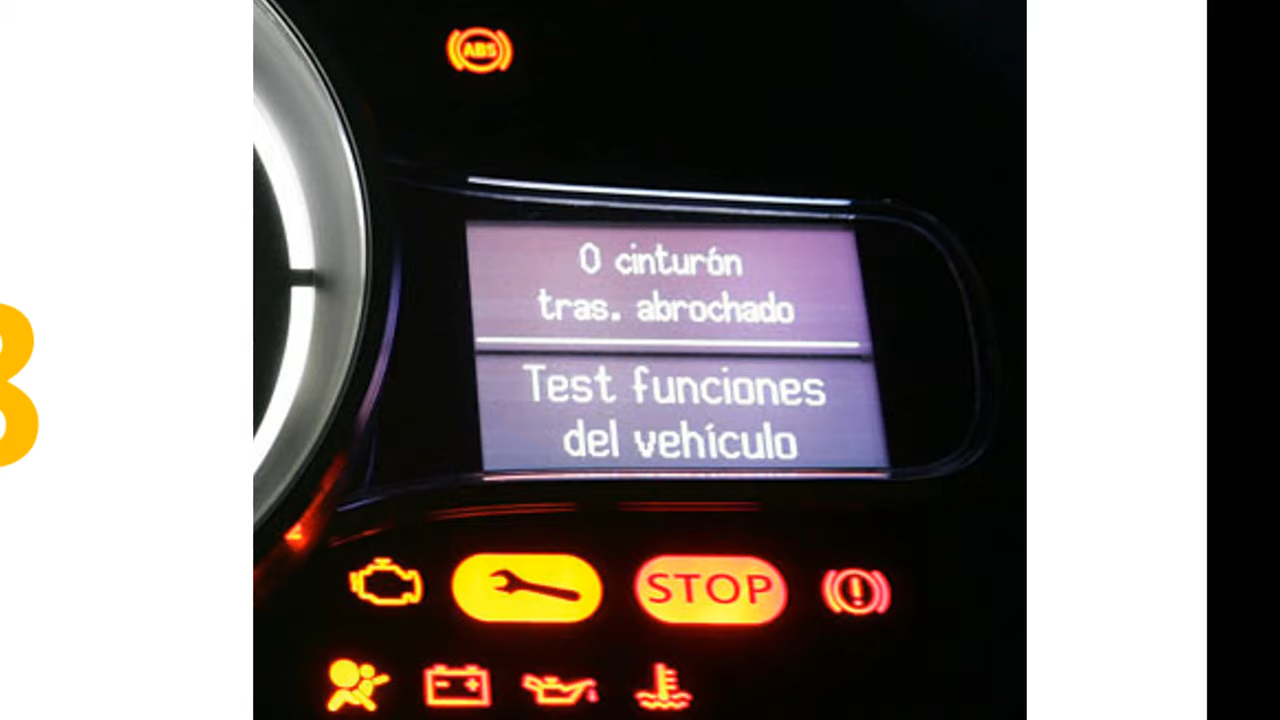 ABS
0 cinturón
tras. abrochado
Test funciones
del vehículo
STOP